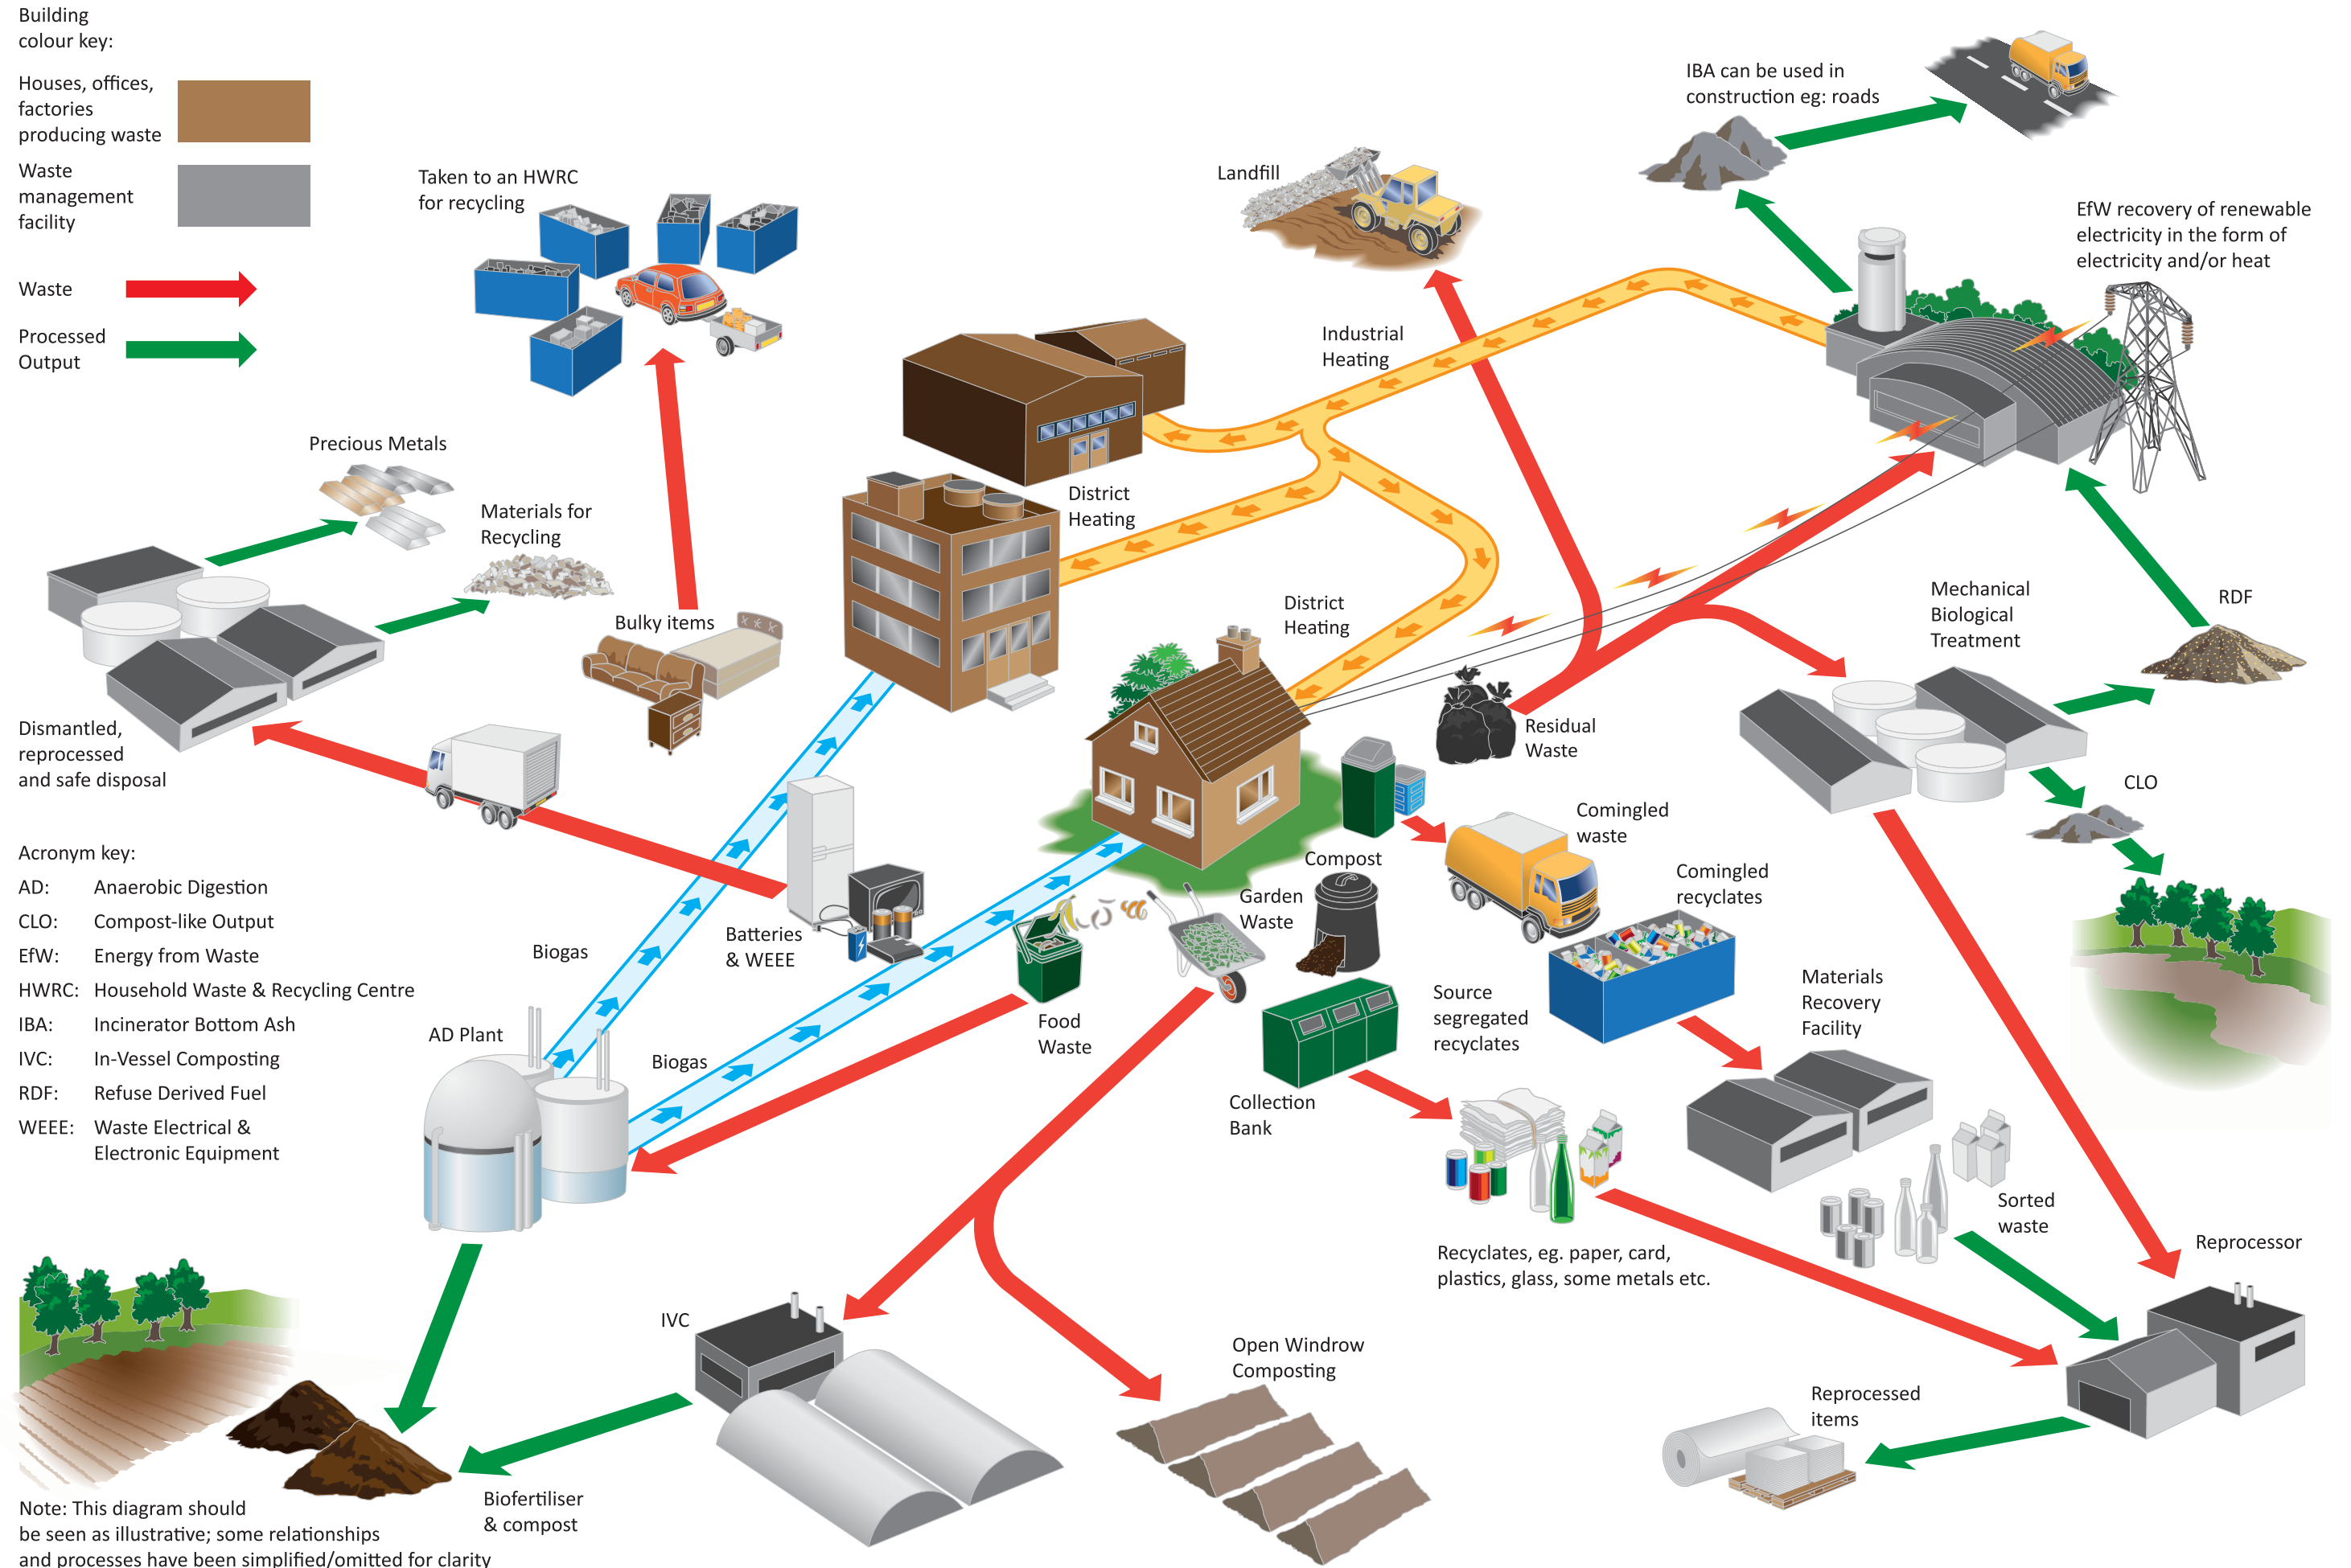 Building
colour key:
Houses, offices,
factories
producing waste
Waste
management
facility
Waste
Processed
Output
Taken to an HWRC
for recycling
Landfill
IBA can be used in
construction eg: roads
EfW recovery of renewable
electricity in the form of
electricity and/or heat
Industrial
Heating
Precious Metals
Materials for
Recycling
District
Heating
Bulky items
District
Heating
Mechanical
Biological
Treatment
RDF
Dismantled,
reprocessed
and safe disposal
Residual
Waste
CLO
Comingled
waste
Compost
Comingled
recyclates
Garden
Waste
Batteries
& WEEE
Biogas
Acronym key:
AD: Anaerobic Digestion
CLO: Compost-like Output
EfW: Energy from Waste
HWRC: Household Waste & Recycling Centre
IBA: Incinerator Bottom Ash
IVC: In-Vessel Composting
RDF: Refuse Derived Fuel
WEEE: Waste Electrical &
Electronic Equipment
AD Plant
Biogas
Food
Waste
Source
segregated
recyclates
Materials
Recovery
Facility
Collection
Bank
Sorted
waste
Recyclates, eg. paper, card,
plastics, glass, some metals etc.
Reprocessor
IVC
Open Windrow
Composting
Reprocessed
items
Biofertiliser
& compost
Note: This diagram should
be seen as illustrative; some relationships
and processes have been simplified/omitted for clarity